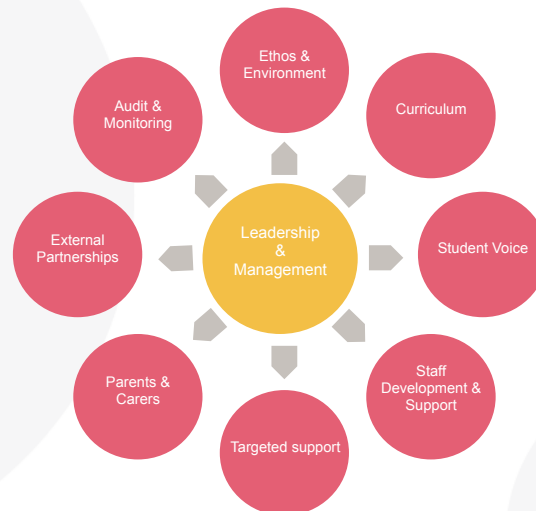 Ethos &
Environment
Curriculum
Student Voice
Staff
Development &
Support
Targeted support
Parents &
Carers
External
Partnerships
Audit &
Monitoring
Leadership
&
Management